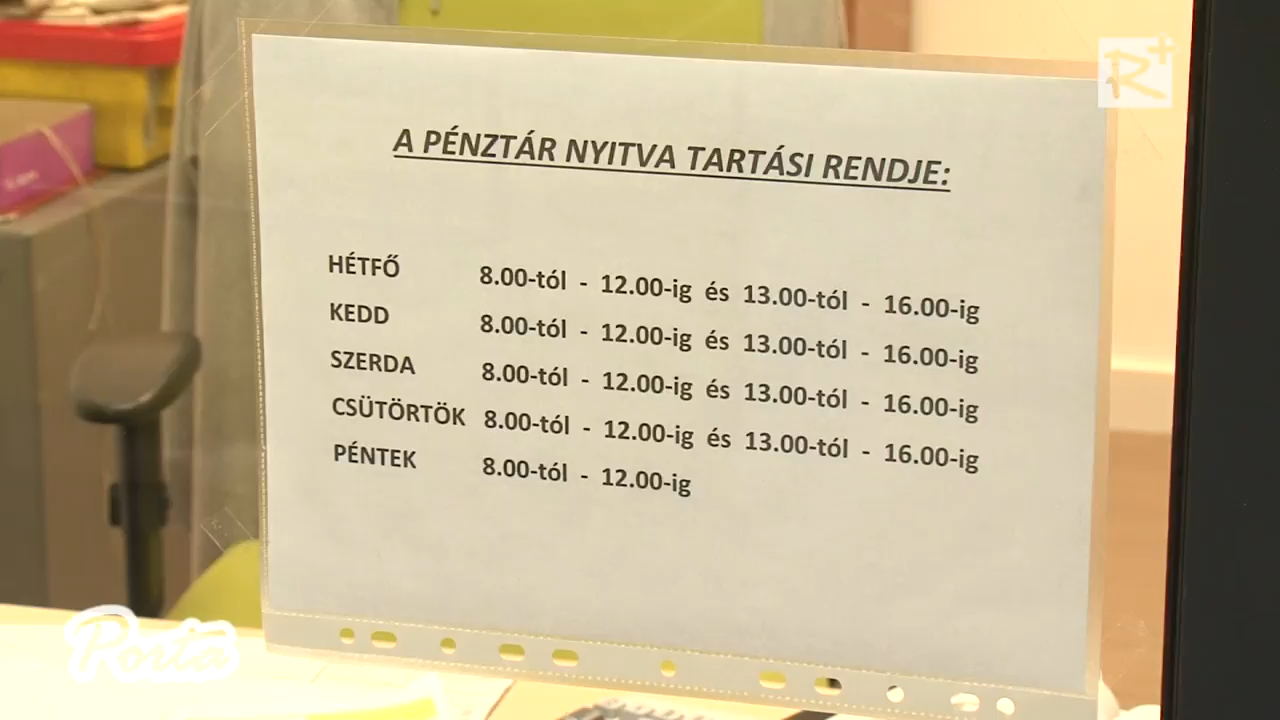 R+
A PÉNZTÁR NYITVA TARTÁSI RENDJE:
HÉTFŐ 8.00-tól - 12.00-ig és 13.00-tól - 16.00-ig
KEDD 8.00-tól - 12.00-ig és 13.00-tól - 16.00-ig
SZERDA 8.00-tól - 12.00-ig és 13.00-tól - 16.00-ig
CSÜTÖRTÖK 8.00-tól - 12.00-ig és 13.00-tól - 16.00-ig
PÉNTEK 8.00-tól - 12.00-ig
Porta